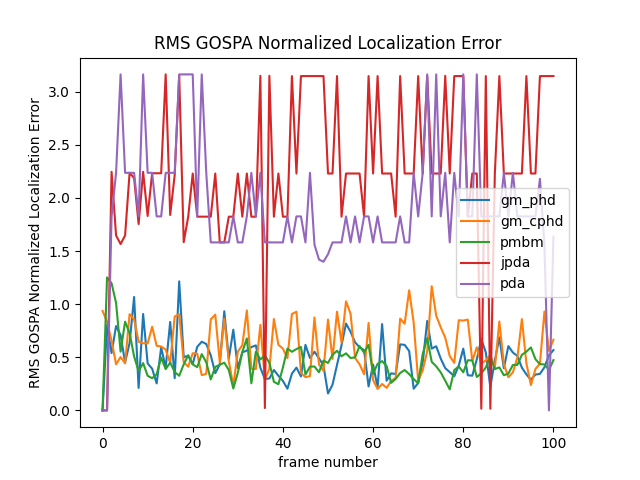 RMS GOSPA Normalized Localization Error
RMS GOSPA Normalized Localization Error
3.0
2.5
2.0
1.5
1.0
0.5
0.0
gm_phd
gm_cphd
pmbm
jpda
pda
0 20 40 60 80 100
frame number